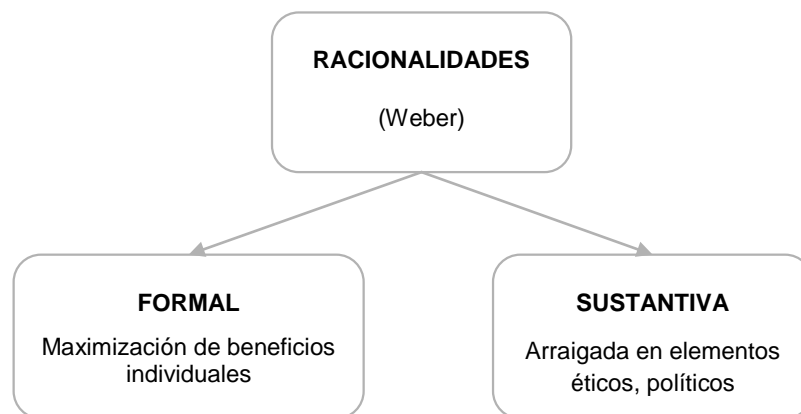 RACIONALIDADES
(Weber)
FORMAL
Maximización de beneficios
individuales
SUSTANTIVA
Arraigada en elementos
éticos, políticos